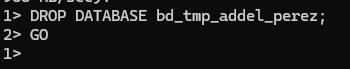 1> DROP DATABASE bd_tmp_addel_perez;
2> GO
1>